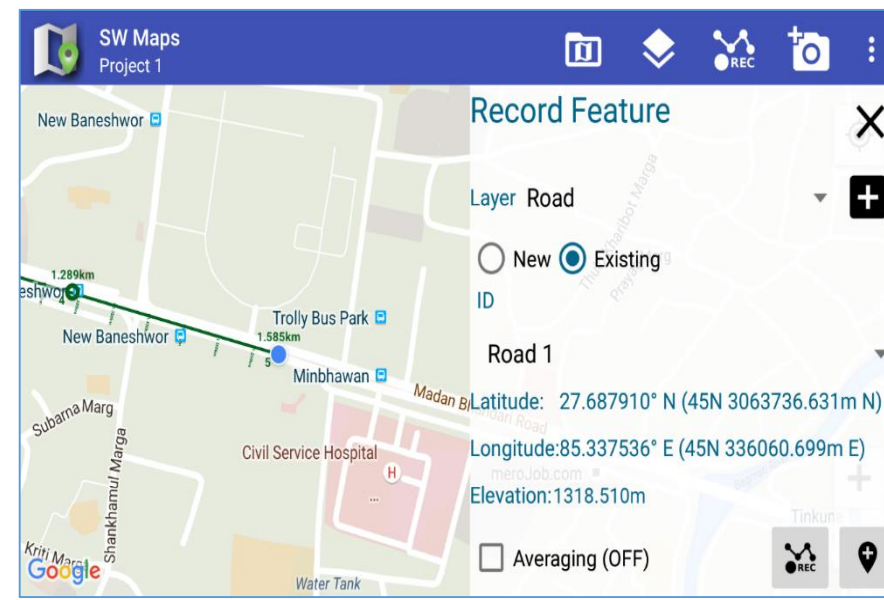 SW Maps
Project 1
REC
New Baneshwor
1.289km
eshwor
4
New Baneshwor
Trolly Bus Park
1.585km
5
Minbhawan
Subarna Marg
Shankhamul Marga
Civil Service Hospital
H
...
Kriti Marg
Google
Water Tank
Record Feature
Layer Road
New Existing
ID
Road 1
Latitude: 27.687910° N (45N 3063736.631m N)
Longitude:85.337536° E (45N 336060.699m E)
meroJob.com
Elevation:1318.510m
Tinkune
Averaging (OFF)
REC